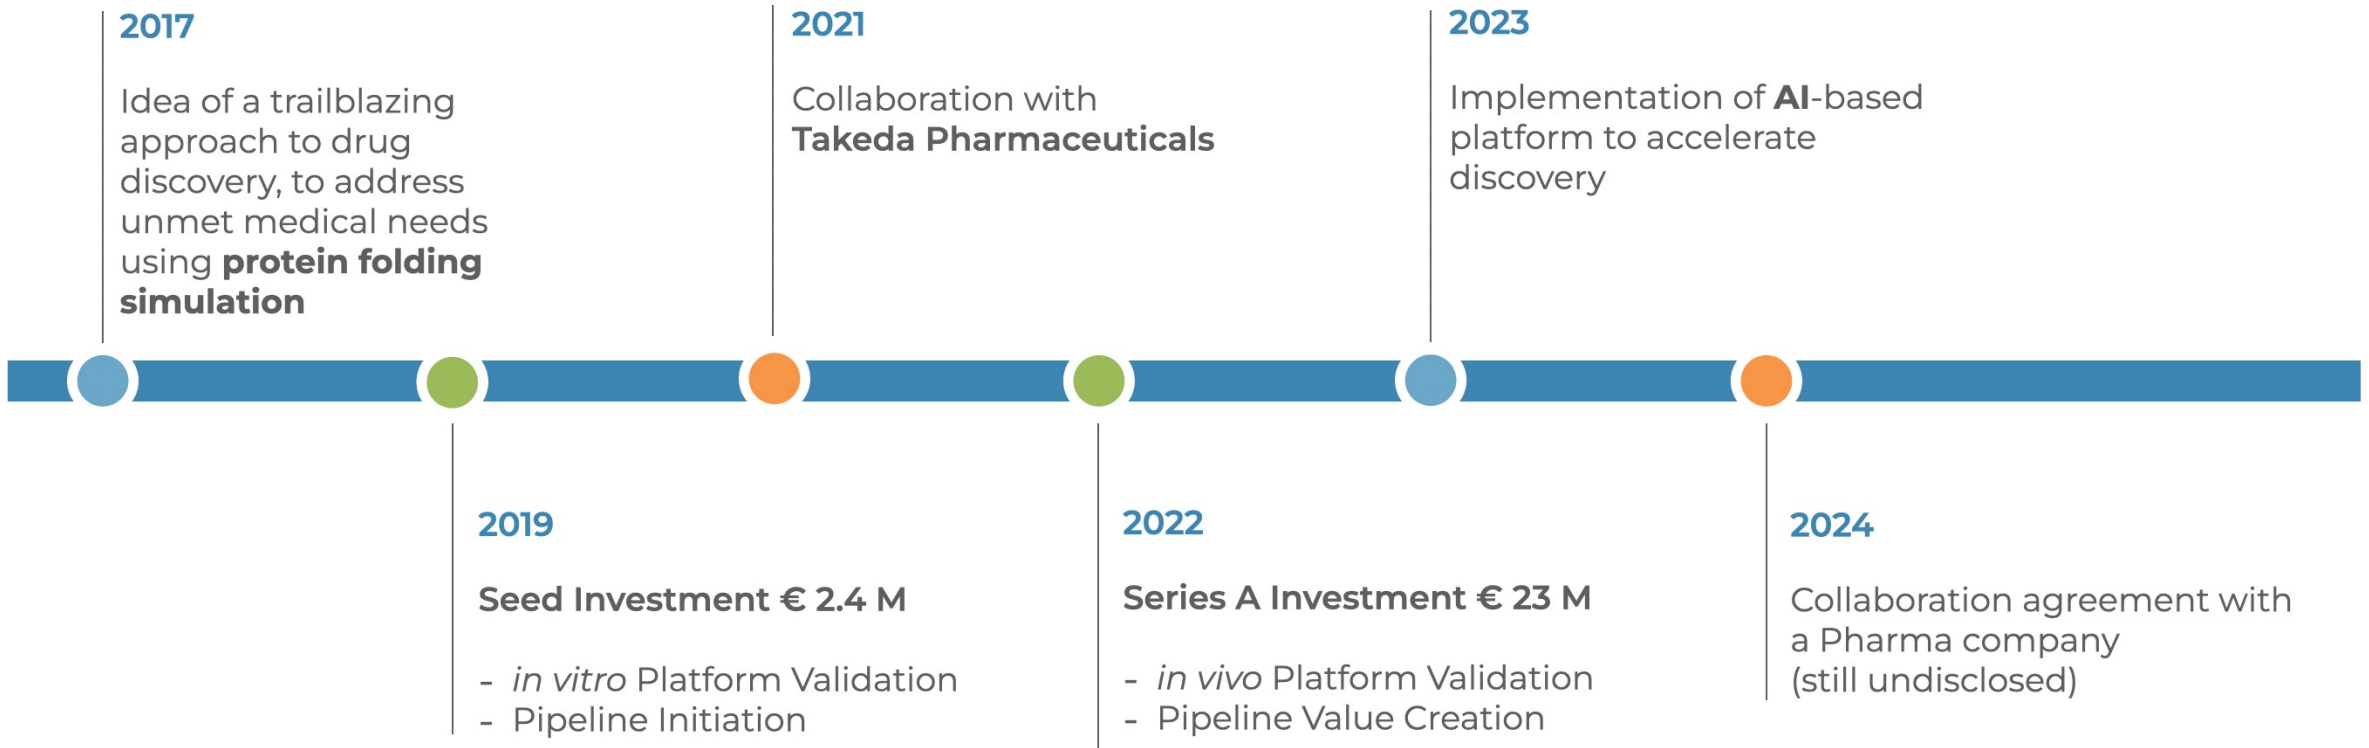 2017
Idea of a trailblazing
approach to drug
discovery, to address
unmet medical needs
using protein folding
simulation
2019
Seed Investment € 2.4 M
- in vitro Platform Validation
- Pipeline Initiation
2021
Collaboration with
Takeda Pharmaceuticals
2022
Series A Investment € 23 M
- in vivo Platform Validation
- Pipeline Value Creation
2023
Implementation of AI-based
platform to accelerate
discovery
2024
Collaboration agreement with
a Pharma company
(still undisclosed)